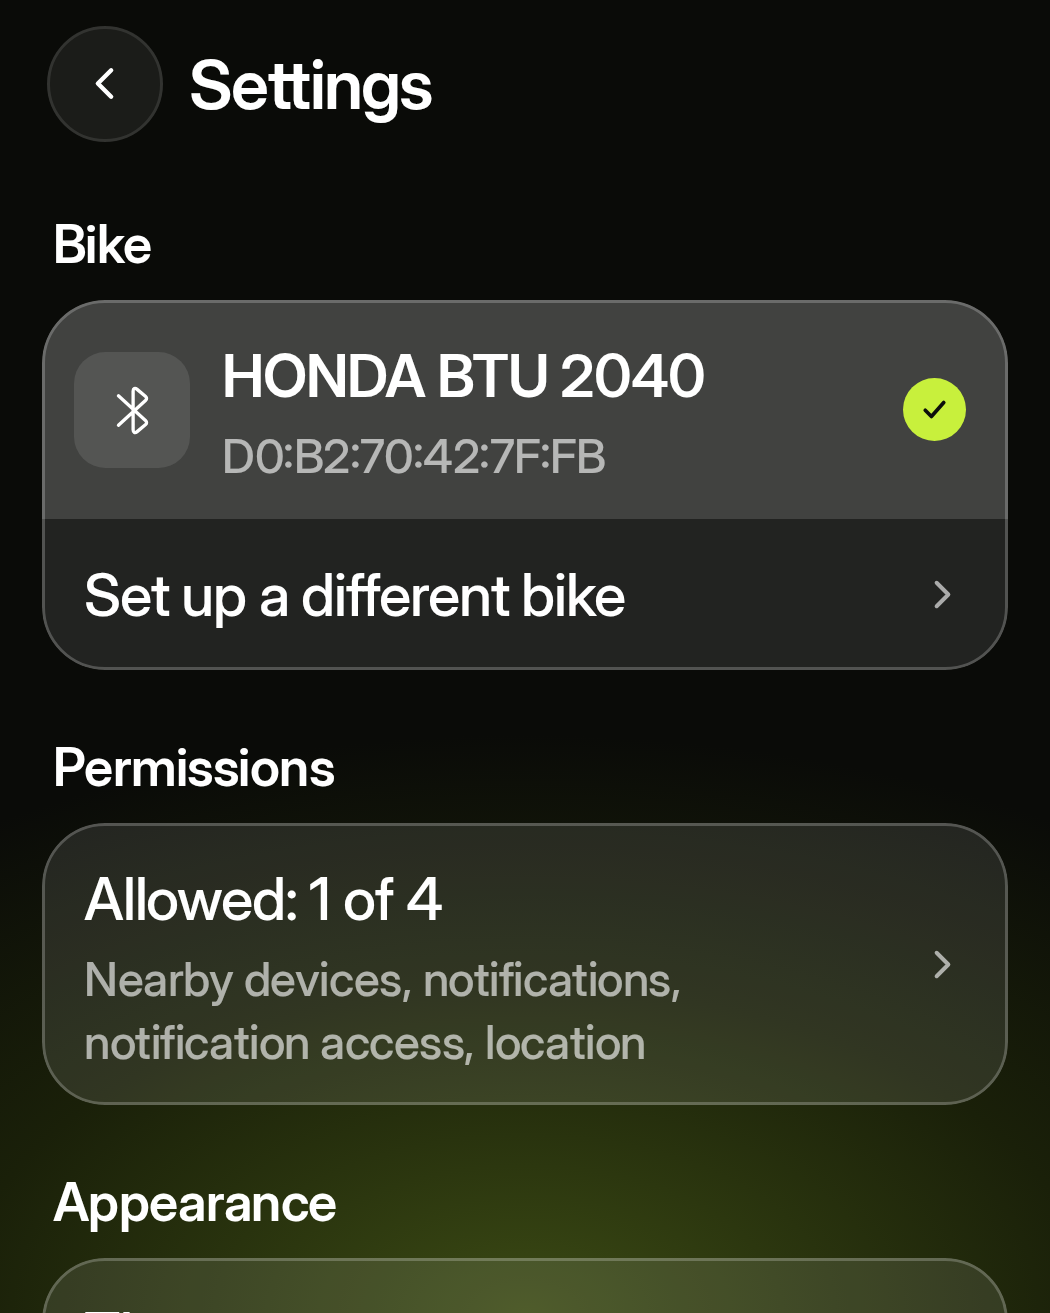 Settings
Bike
HONDA BTU 2040
D0:B2:70:42:7F:FB
Set up a different bike
Permissions
Allowed: 1 of 4
Nearby devices, notifications,
notification access, location
Appearance